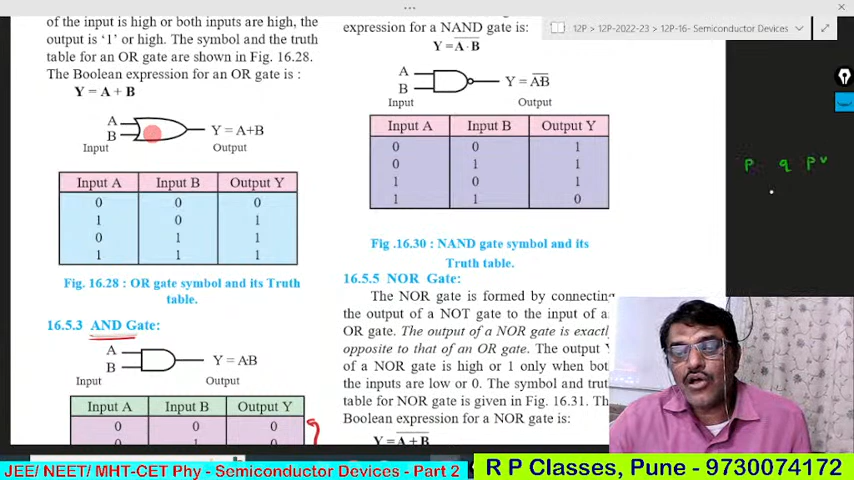 of the input is high or both inputs are high, the
output is ‘1’ or high. The symbol and the truth
table for an OR gate are shown in Fig. 16.28.
The Boolean expression for an OR gate is :
Y = A + B
A
B
Y = A+B
Input
Output
Input A Input B Output Y
0 0 0
1 0 1
0 1 1
1 1 1
Fig. 16.28 : OR gate symbol and its Truth
table.
16.5.3 AND Gate:
A
B
Y = AB
Input
Output
Input A Input B Output Y
0 0 0
0 1 0
expression for a NAND gate is:
Y = A̅ ̅·̅ ̅B̅
A
B
Y = A̅B̅
Input
Output
Input A Input B Output Y
0 0 1
0 1 1
1 0 1
1 1 0
Fig .16.30 : NAND gate symbol and its
Truth table.
16.5.5 NOR Gate:
The NOR gate is formed by connecting
the output of a NOT gate to the input of a
OR gate. The output of a NOR gate is exactl
opposite to that of an OR gate. The output Y
of a NOR gate is high or 1 only when bot
the inputs are low or 0. The symbol and trut
table for NOR gate is given in Fig. 16.31. Th
Boolean expression for a NOR gate is:
Y = A̅ ̅+̅ ̅B̅
12P > 12P-2022-23 > 12P-16- Semiconductor Devices
p q p v
JEE/ NEET/ MHT-CET Phy - Semiconductor Devices - Part 2
R P Classes, Pune - 9730074172